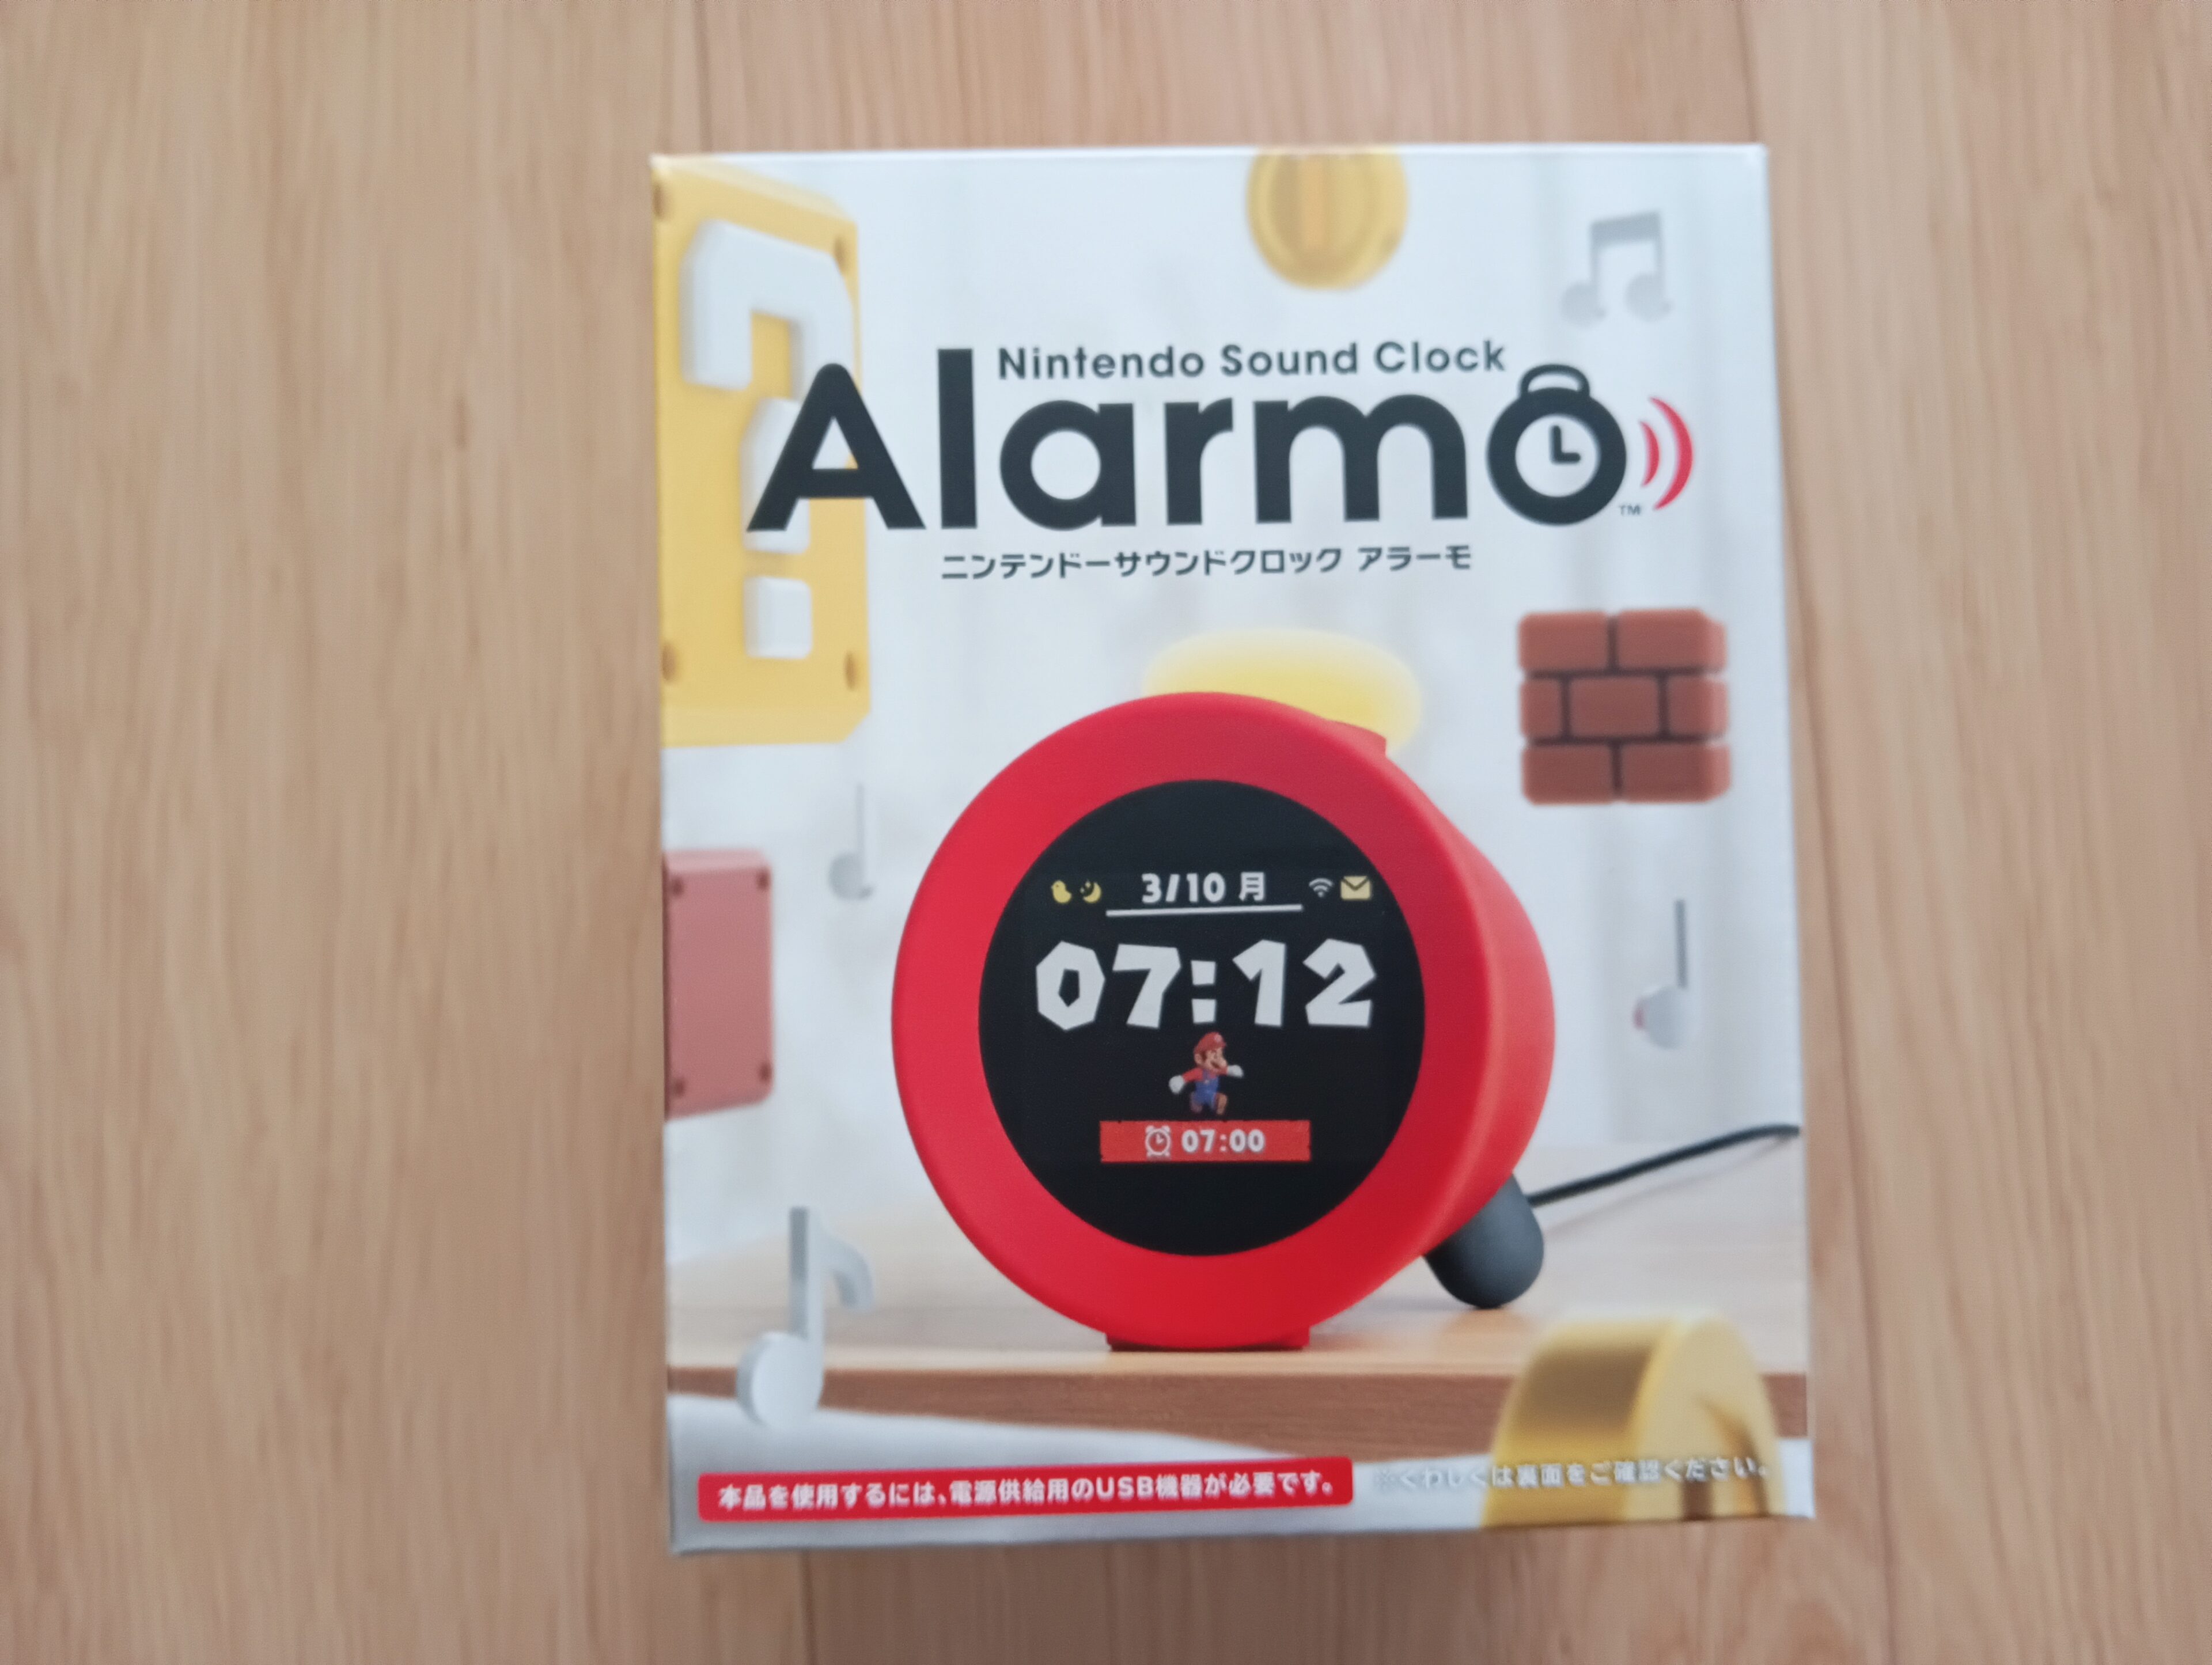 Nintendo Sound Clock
Alarmo
TM
ニンテンドーサウンドクロック アラーモ
3/10 月
07:12
07:00
本品を使用するには、電源供給用のUSB機器が必要です。
※くわしくは裏面をご確認ください。